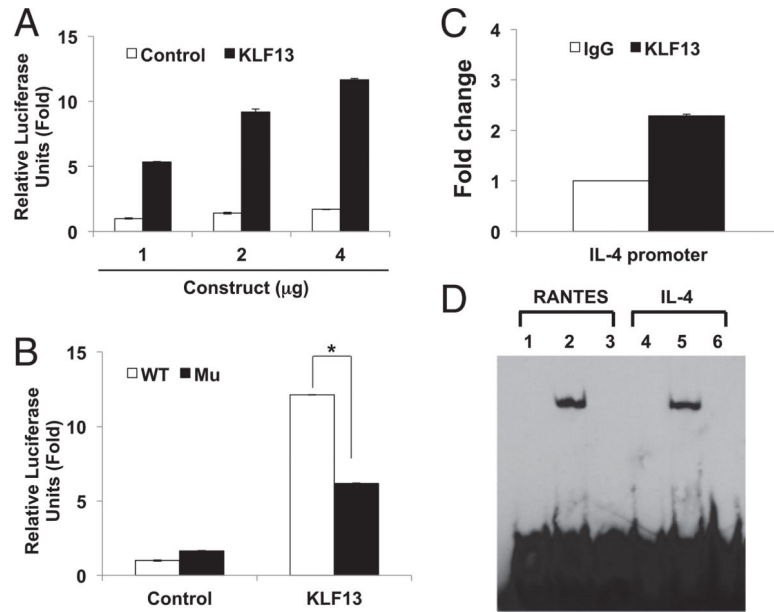 A
Relative Luciferase
Units (Fold)
15
10
5
0
Control KLF13
1 2 4
Construct (μg)
B
Relative Luciferase
Units (Fold)
15
10
5
0
WT Mu
*
Control KLF13
C
Fold change
4
3
2
1
0
IgG KLF13
IL-4 promoter
D
RANTES IL-4
1 2 3 4 5 6